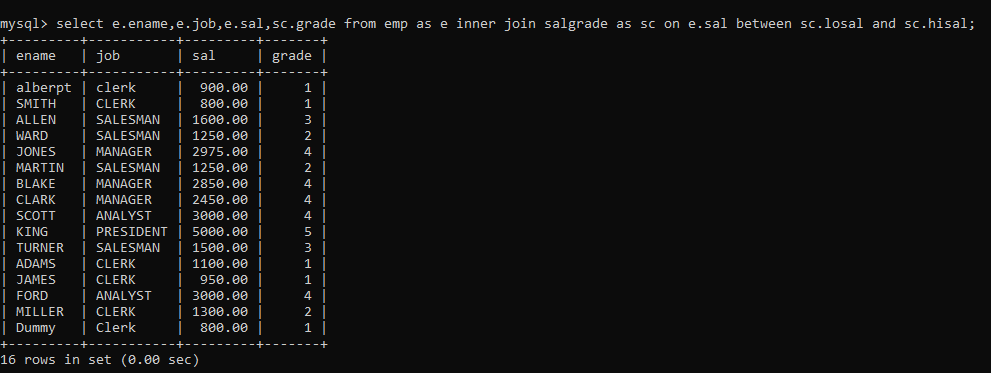 mysql> select e.ename,e.job,e.sal,sc.grade from emp as e inner join salgrade as sc on e.sal between sc.losal and sc.hisal;
+---------+-----------+---------+-------+
| ename   | job       | sal     | grade |
+---------+-----------+---------+-------+
| alberpt | clerk     |  900.00 |     1 |
| SMITH   | CLERK     |  800.00 |     1 |
| ALLEN   | SALESMAN  | 1600.00 |     3 |
| WARD    | SALESMAN  | 1250.00 |     2 |
| JONES   | MANAGER   | 2975.00 |     4 |
| MARTIN  | SALESMAN  | 1250.00 |     2 |
| BLAKE   | MANAGER   | 2850.00 |     4 |
| CLARK   | MANAGER   | 2450.00 |     4 |
| SCOTT   | ANALYST   | 3000.00 |     4 |
| KING    | PRESIDENT | 5000.00 |     5 |
| TURNER  | SALESMAN  | 1500.00 |     3 |
| ADAMS   | CLERK     | 1100.00 |     1 |
| JAMES   | CLERK     |  950.00 |     1 |
| FORD    | ANALYST   | 3000.00 |     4 |
| MILLER  | CLERK     | 1300.00 |     2 |
| Dummy   | Clerk     |  800.00 |     1 |
+---------+-----------+---------+-------+
16 rows in set (0.00 sec)